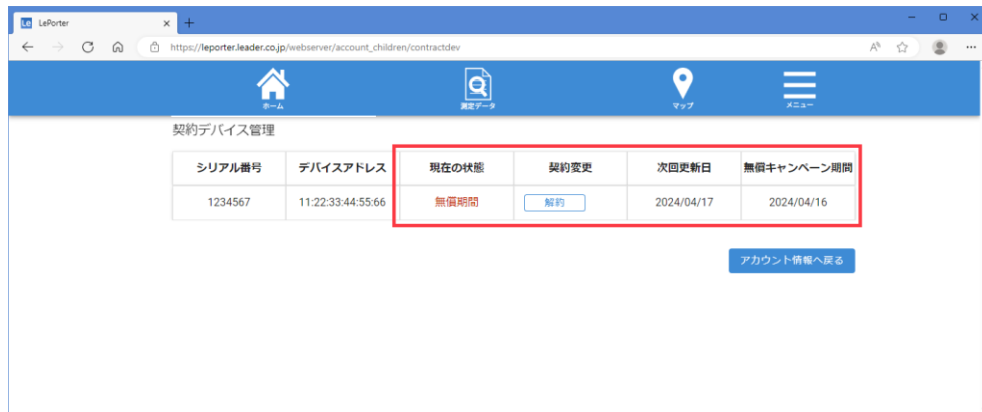 Le LePorter
https://leporter.leader.co.jp/webserver/account_children/contractdev
ホーム 測定データ マップ メニュー
契約デバイス管理
シリアル番号 デバイスアドレス 現在の状態 契約変更 次回更新日 無償キャンペーン期間
1234567 11:22:33:44:55:66 無償期間 解約 2024/04/17 2024/04/16
アカウント情報へ戻る